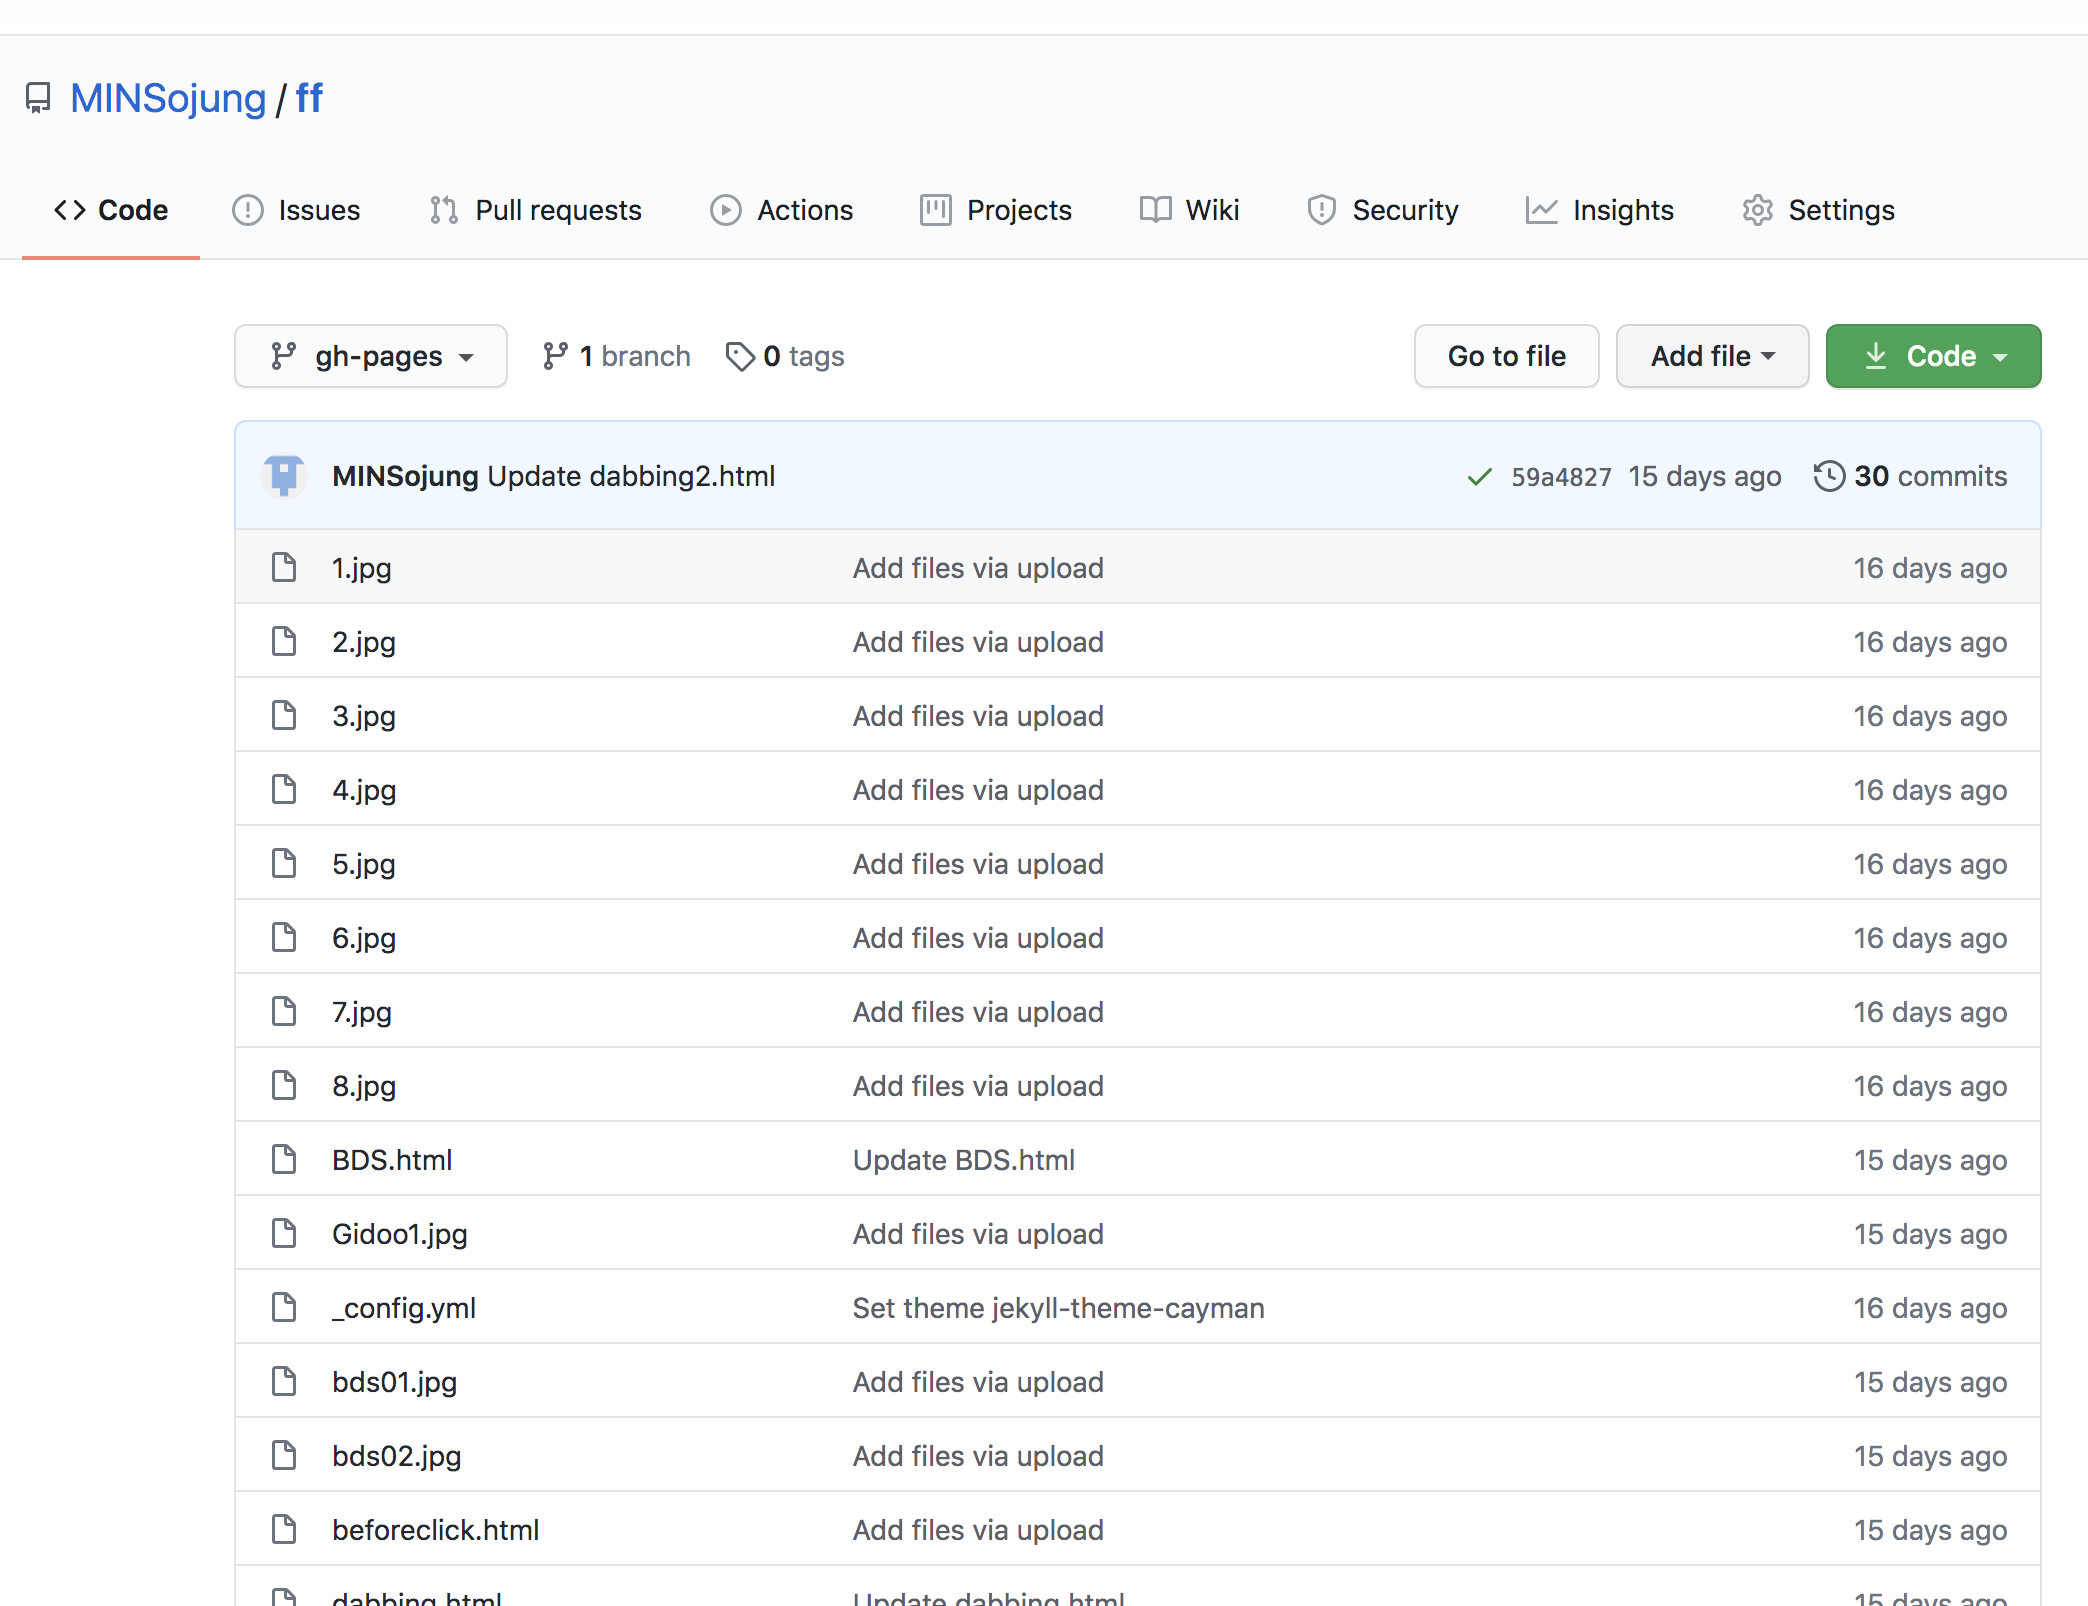 MINSojung / ff
Code Issues Pull requests Actions Projects Wiki Security Insights Settings
gh-pages 1 branch 0 tags Go to file Add file Code
MINSojung Update dabbing2.html 59a4827 15 days ago 30 commits
1.jpg Add files via upload 16 days ago
2.jpg Add files via upload 16 days ago
3.jpg Add files via upload 16 days ago
4.jpg Add files via upload 16 days ago
5.jpg Add files via upload 16 days ago
6.jpg Add files via upload 16 days ago
7.jpg Add files via upload 16 days ago
8.jpg Add files via upload 16 days ago
BDS.html Update BDS.html 15 days ago
Gidoo1.jpg Add files via upload 15 days ago
_config.yml Set theme jekyll-theme-cayman 16 days ago
bds01.jpg Add files via upload 15 days ago
bds02.jpg Add files via upload 15 days ago
beforeclick.html Add files via upload 15 days ago
dabbing.html Update dabbing.html 15 days ago